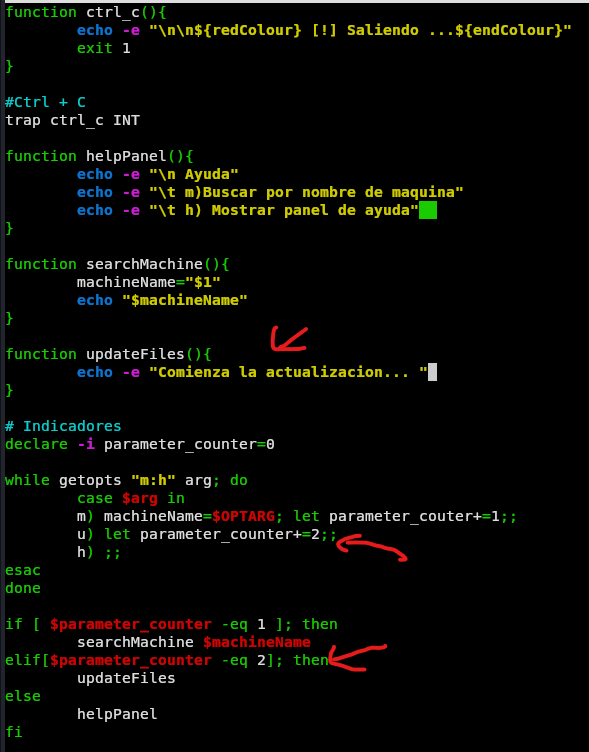 function ctrl_c(){
        echo -e "\n\n${redColour} [!] Saliendo ...${endColour}"
        exit 1
}
#Ctrl + C
trap ctrl_c INT
function helpPanel(){
        echo -e "\n Ayuda"
        echo -e "\t m)Buscar por nombre de maquina"
        echo -e "\t h) Mostrar panel de ayuda"
}
function searchMachine(){
        machineName="$1"
        echo "$machineName"
}
function updateFiles(){
        echo -e "Comienza la actualizacion... "
}
# Indicadores
declare -i parameter_counter=0
while getopts "m:h" arg; do
        case $arg in
        m) machineName=$OPTARG; let parameter_couter+=1;;
        u) let parameter_counter+=2;;
        h) ;;
esac
done
if [ $parameter_counter -eq 1 ]; then
        searchMachine $machineName
elif[$parameter_counter -eq 2]; then
        updateFiles
else
        helpPanel
fi